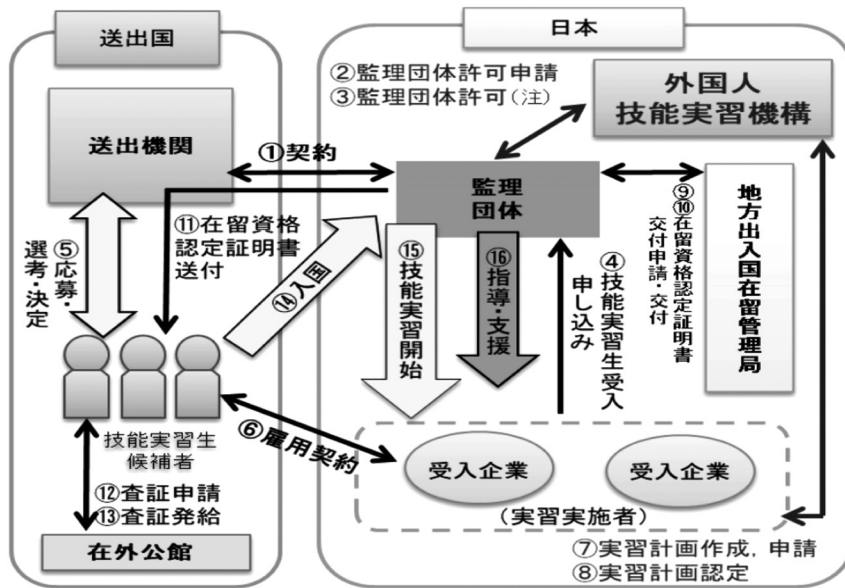 送出国
日本
②監理団体許可申請
③監理団体許可(注)
外国人
技能実習機構
送出機関
①契約
監理
団体
⑨
⑩在留資格認定証明書
交付申請・交付
地方出入国在留管理局
⑤応募・
選考・決定
⑪在留資格
認定証明書
送付
⑭入国
⑮技能実習開始
⑯指導・支援
④技能実習生受入
申し込み
技能実習生
候補者
⑥雇用契約
受入企業
受入企業
(実習実施者)
⑫査証申請
⑬査証発給
在外公館
⑦実習計画作成，申請
⑧実習計画認定